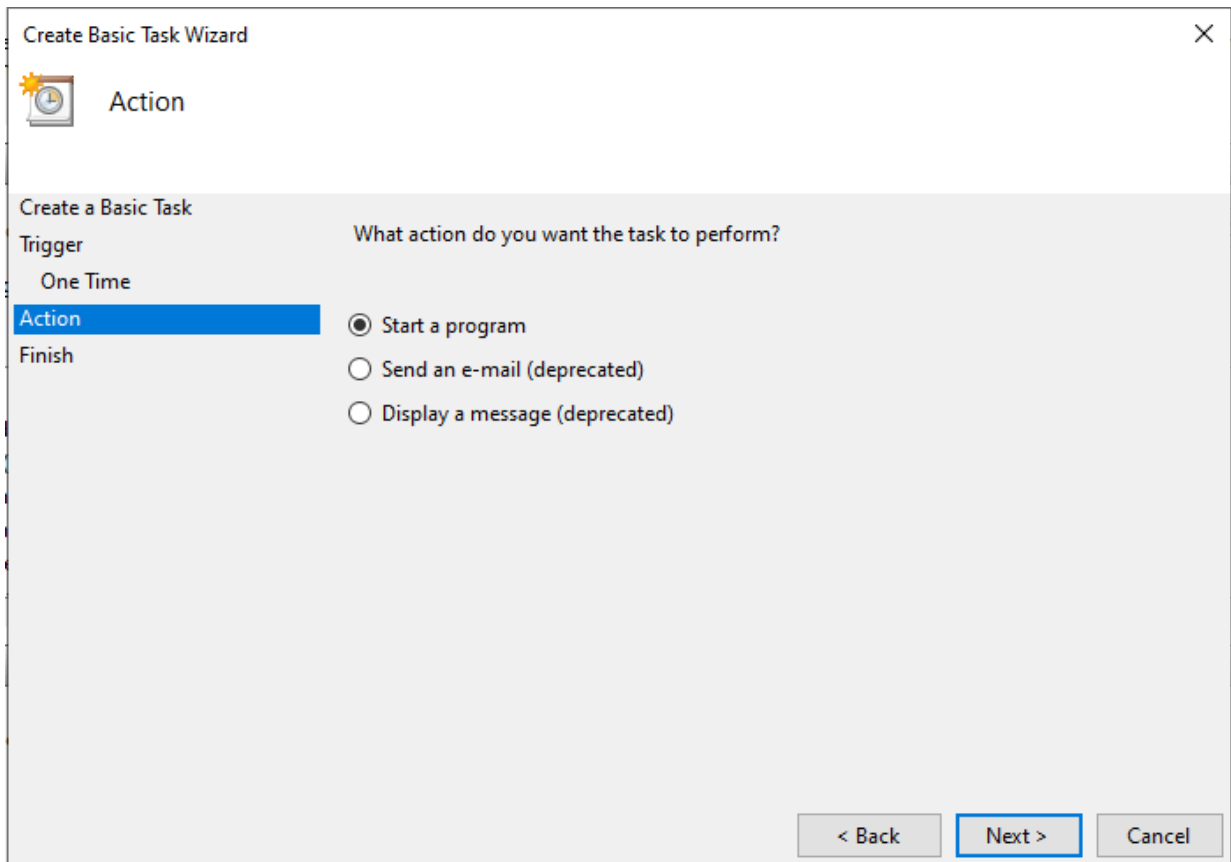 Create Basic Task Wizard
Action
Create a Basic Task
Trigger
One Time
Action
Finish
What action do you want the task to perform?
Start a program
Send an e-mail (deprecated)
Display a message (deprecated)
< Back
Next >
Cancel